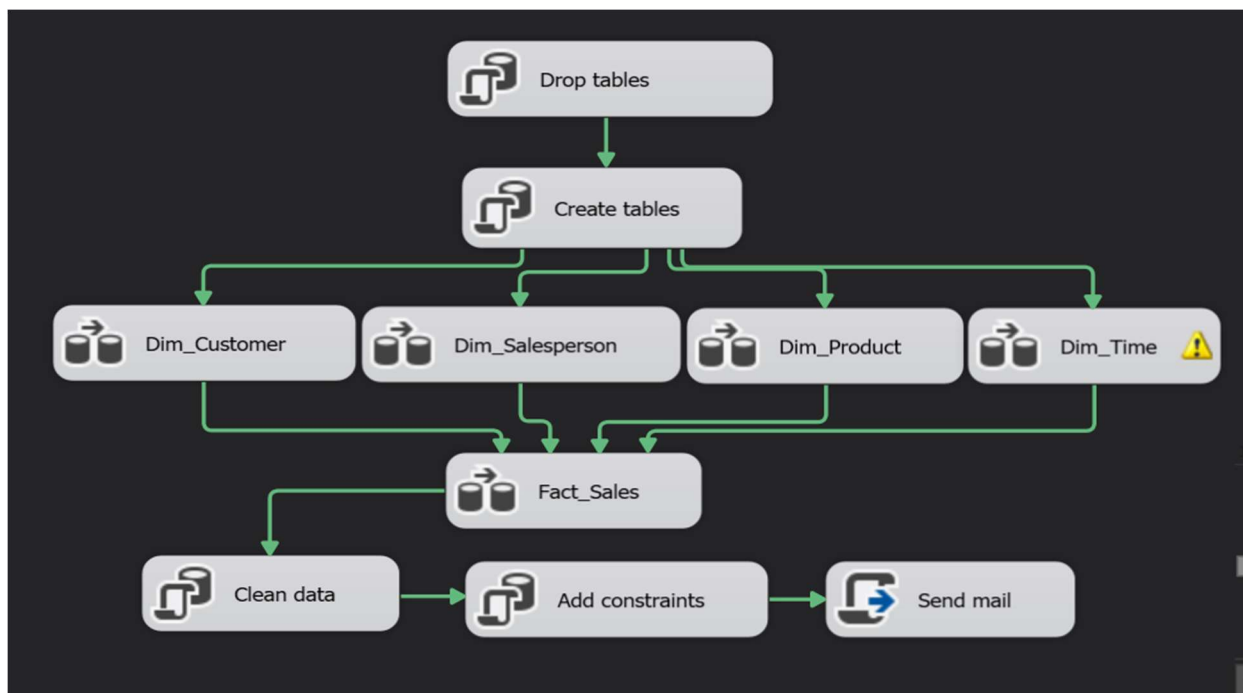 Drop tables
Create tables
Dim_Customer
Dim_Salesperson
Dim_Product
Dim_Time
Fact_Sales
Clean data
Add constraints
Send mail